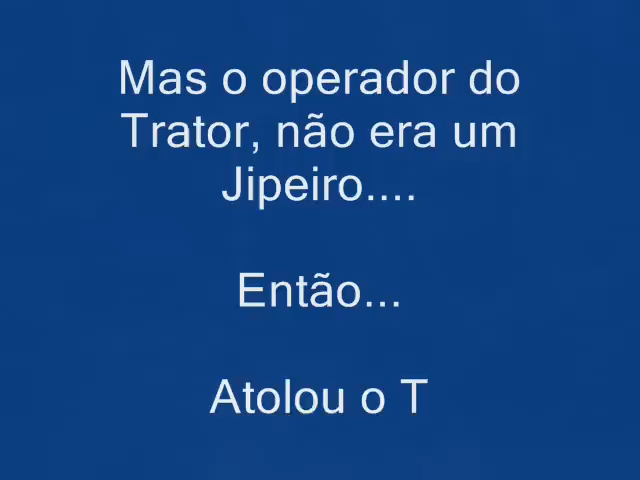 Mas o operador do
Trator, não era um
Jipeiro....
Então...
Atolou o T